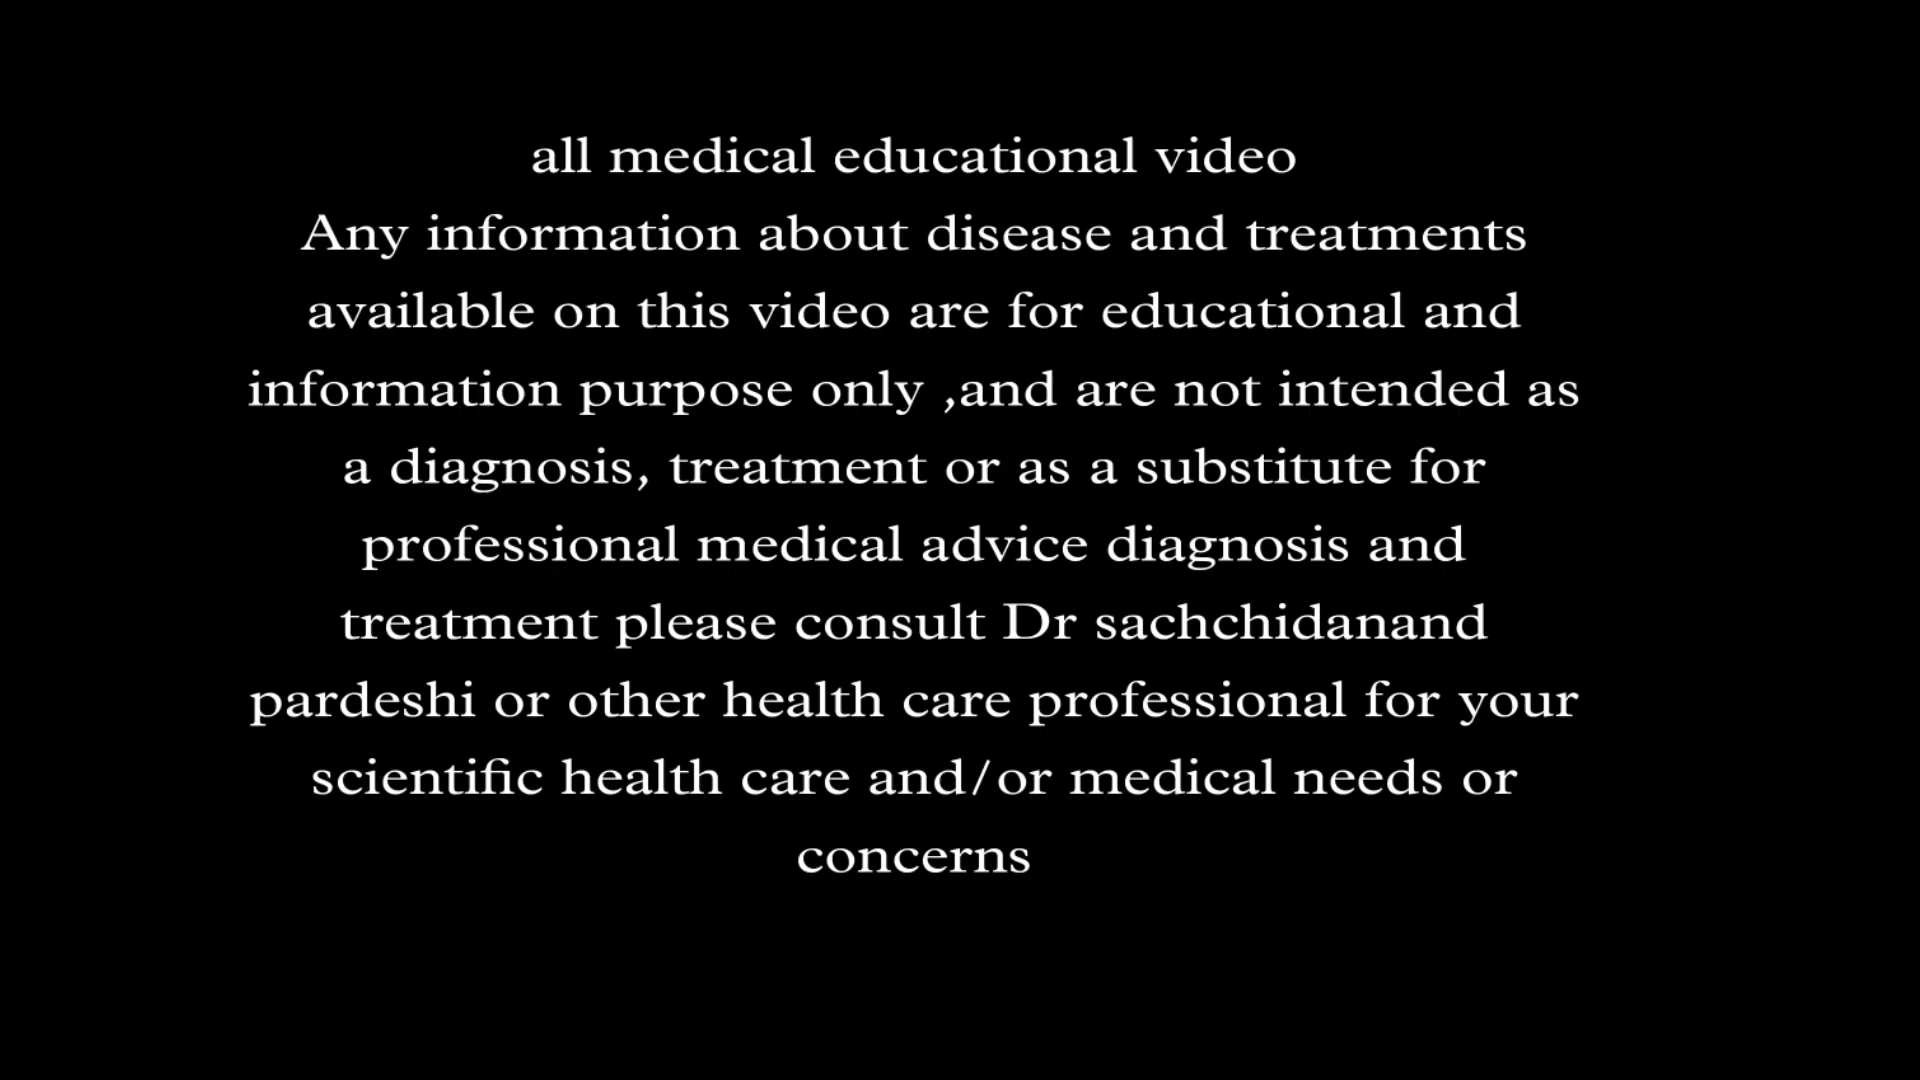 all medical educational video
Any information about disease and treatments
available on this video are for educational and
information purpose only ,and are not intended as
a diagnosis, treatment or as a substitute for
professional medical advice diagnosis and
treatment please consult Dr sachchidanand
pardeshi or other health care professional for your
scientific health care and/or medical needs or
concerns